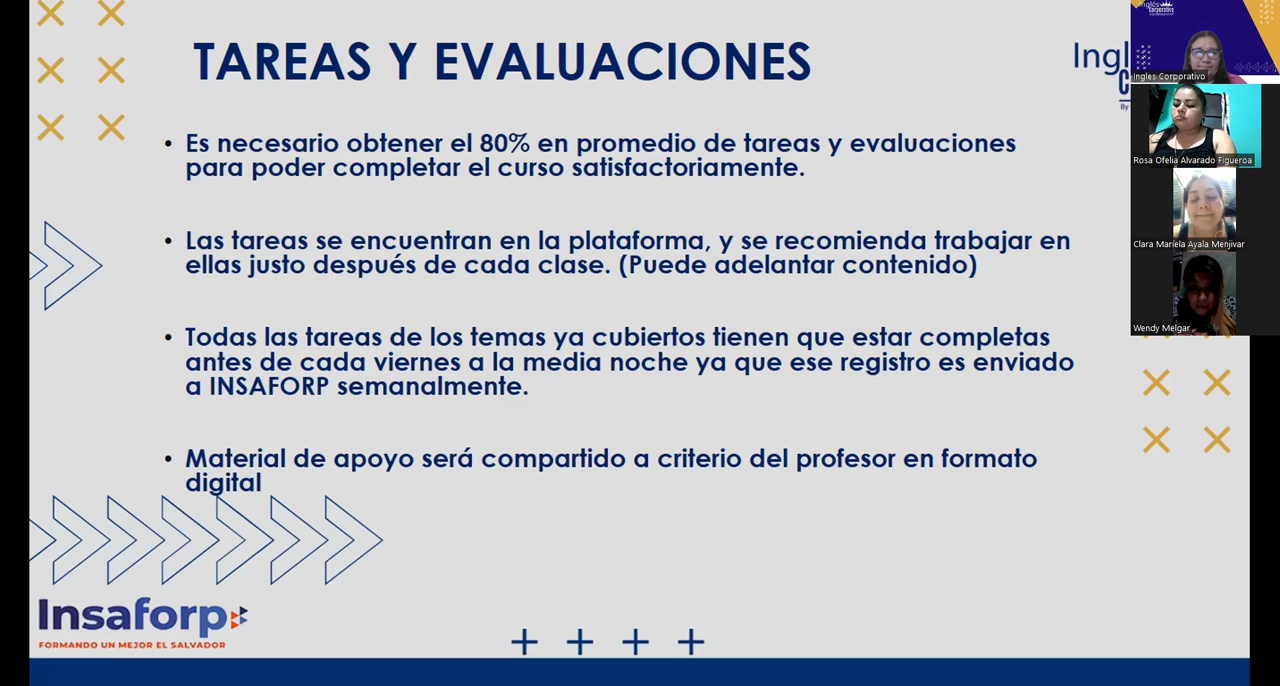 TAREAS Y EVALUACIONES
• Es necesario obtener el 80% en promedio de tareas y evaluaciones
para poder completar el curso satisfactoriamente.
• Las tareas se encuentran en la plataforma, y se recomienda trabajar en
ellas justo después de cada clase. (Puede adelantar contenido)
• Todas las tareas de los temas ya cubiertos tienen que estar completas
antes de cada viernes a la media noche ya que ese registro es enviado
a INSAFORP semanalmente.
• Material de apoyo será compartido a criterio del profesor en formato
digital
Insaforp
FORMANDO UN MEJOR EL SALVADOR
Ingl
C
By
Inglés
Corporativo
Ingles Corporativo
Rosa Ofelia Alvarado Figueroa
Clara Mariela Ayala Menjivar
Wendy Melgar